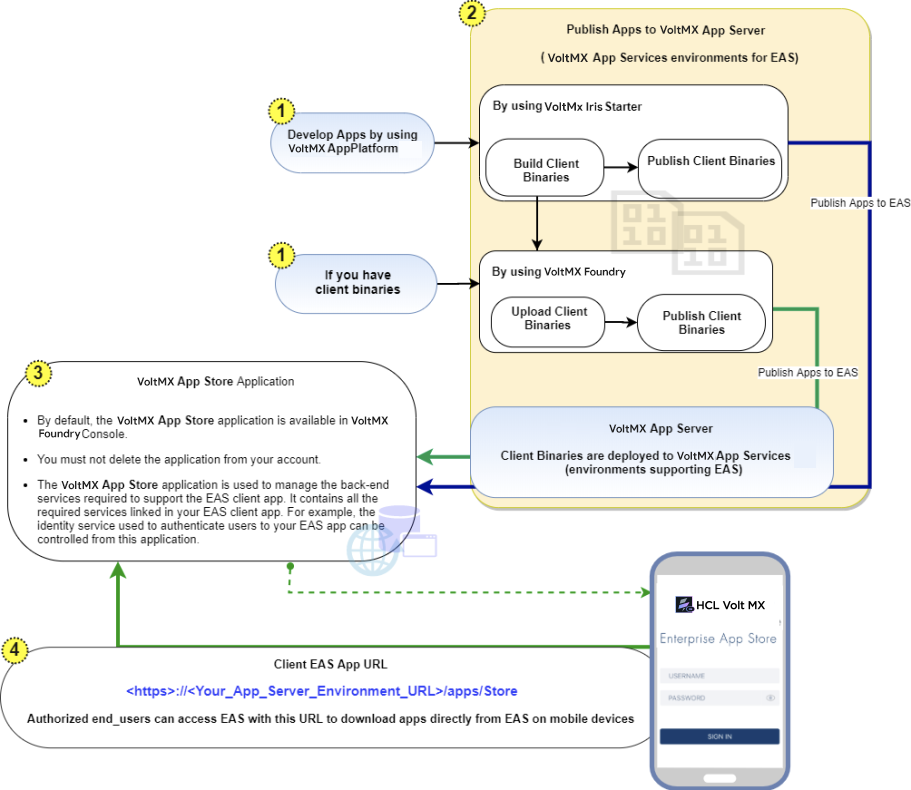 2
Publish Apps to VoltMX App Server
( VoltMX App Services environments for EAS)
1
Develop Apps by using
VoltMX AppPlatform
By using VoltMx Iris Starter
Build Client
Binaries
Publish Client Binaries
Publish Apps to EAS
1
If you have
client binaries
By using VoltMX Foundry
Upload Client
Binaries
Publish Client
Binaries
Publish Apps to EAS
3
VoltMX App Store Application
• By default, the VoltMX App Store application is available in VoltMX
Foundry Console.
• You must not delete the application from your account.
• The VoltMX App Store application is used to manage the back-end
services required to support the EAS client app. It contains all the
required services linked in your EAS client app. For example, the
identity service used to authenticate users to your EAS app can be
controlled from this application.
VoltMX App Server
Client Binaries are deployed to VoltMX App Services
(environments supporting EAS)
4
Client EAS App URL
<https>://<Your_App_Server_Environment_URL>/apps/Store
Authorized end_users can access EAS with this URL to download apps directly from EAS on mobile devices
HCL Volt MX
Enterprise App Store
USERNAME
PASSWORD
SIGN IN
01 01
10 10